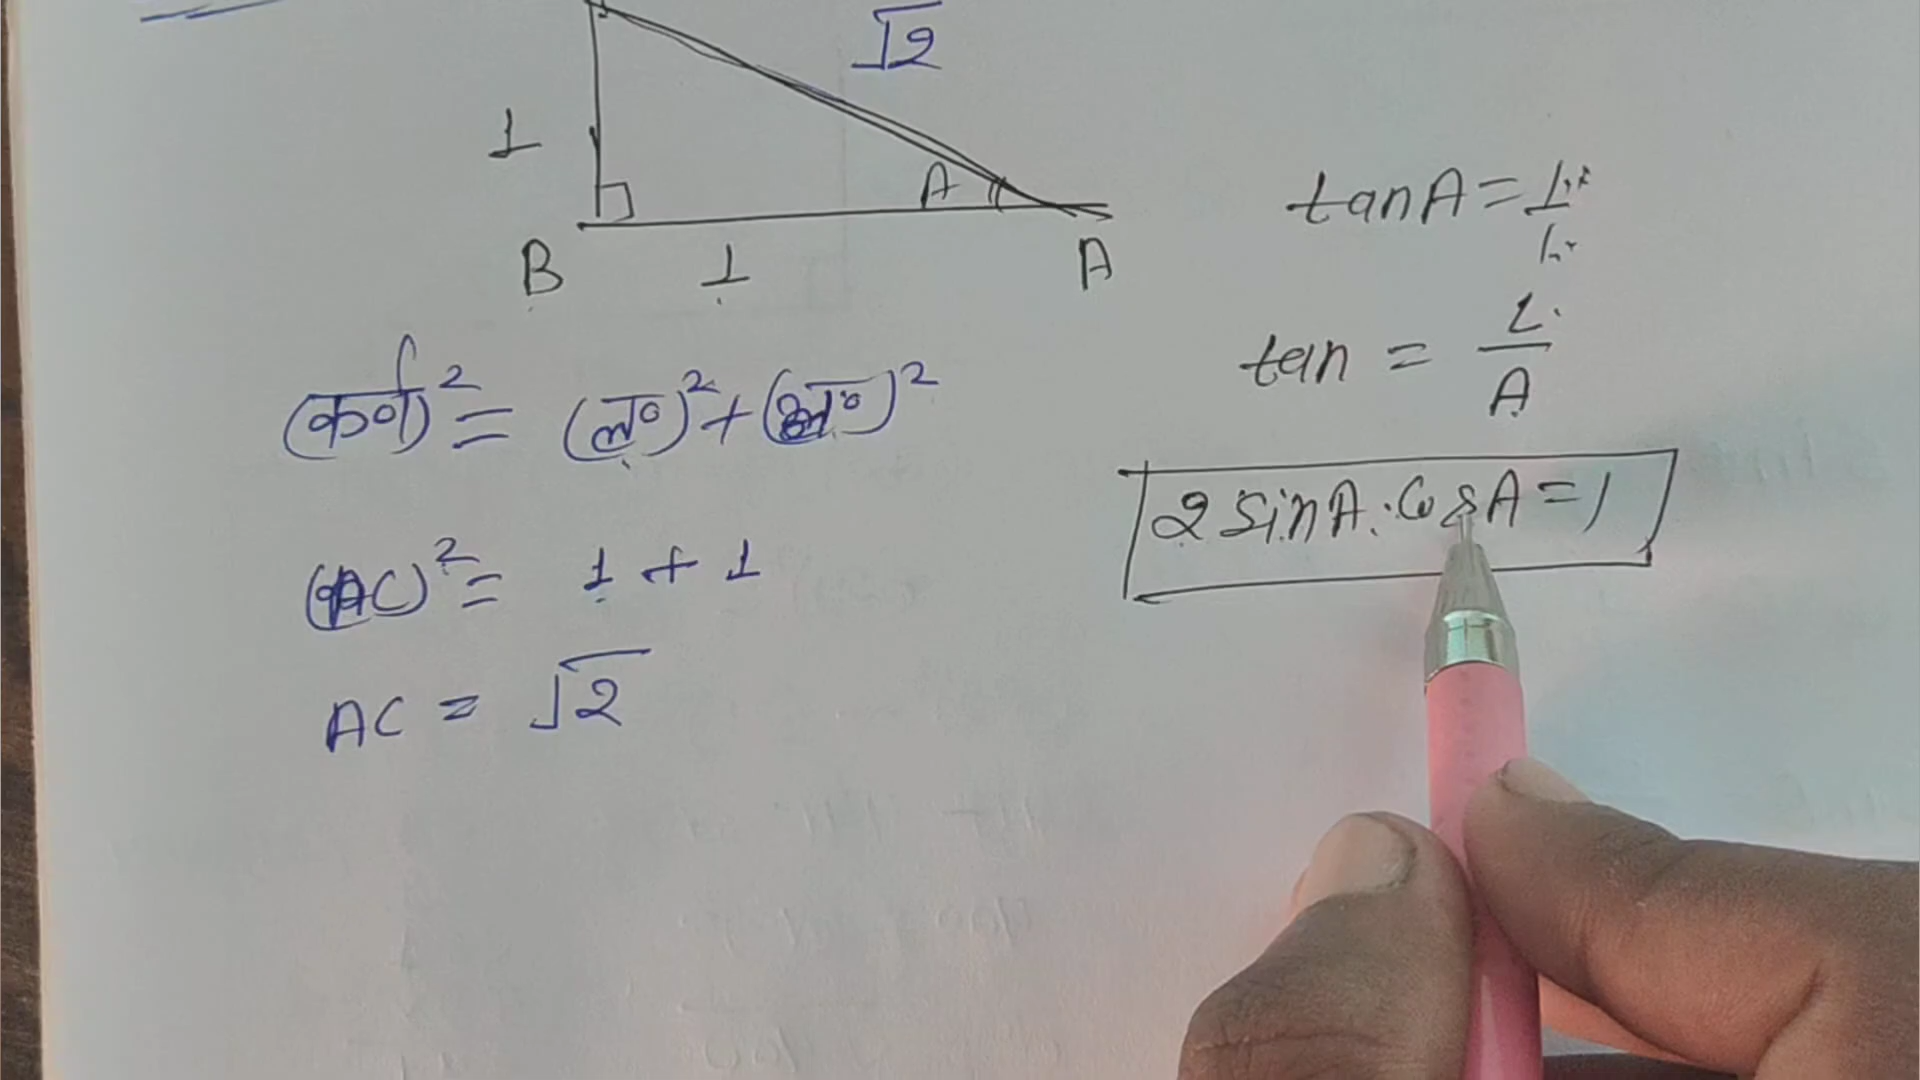 √2
1
A
B
1
A
tanA = 1/1
tan = L/A
(कर्ण)² = (ल०)² + (आ०)²
2 sinA. cosA = 1
(AC)² = 1 + 1
AC = √2